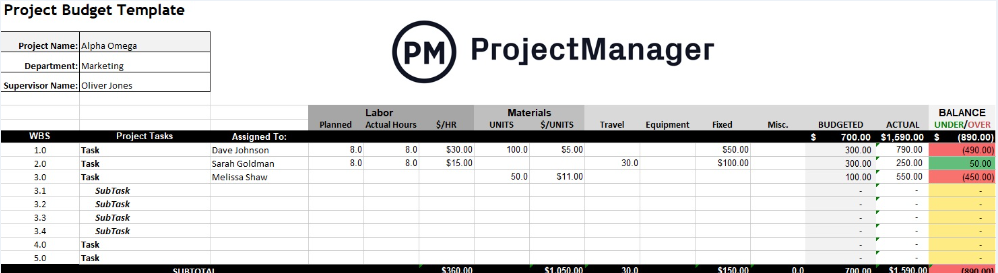 Project Budget Template
Project Name: Alpha Omega
PM ProjectManager
Department: Marketing
Supervisor Name: Oliver Jones
Labor Materials BALANCE
Planned Actual Hours $/HR UNITS $/UNITS Travel Equipment Fixed Misc. BUDGETED ACTUAL UNDER/OVER
WBS Project Tasks Assigned To: $ 700.00 $1,590.00 $ (890.00)
1.0 Task Dave Johnson 8.0 8.0 $30.00 100.0 $5.00 $50.00 300.00 790.00 (490.00)
2.0 Task Sarah Goldman 8.0 8.0 $15.00 30.0 $100.00 300.00 250.00 50.00
3.0 Task Melissa Shaw 50.0 $11.00 100.00 550.00 (450.00)
3.1 SubTask - - -
3.2 SubTask - - -
3.3 SubTask - - -
3.4 SubTask - - -
4.0 Task - - -
5.0 Task - - -
SUBTOTAL $360.00 $1,050.00 30.0 $150.00 0.0 700.00 $1,590.00 (890.00)